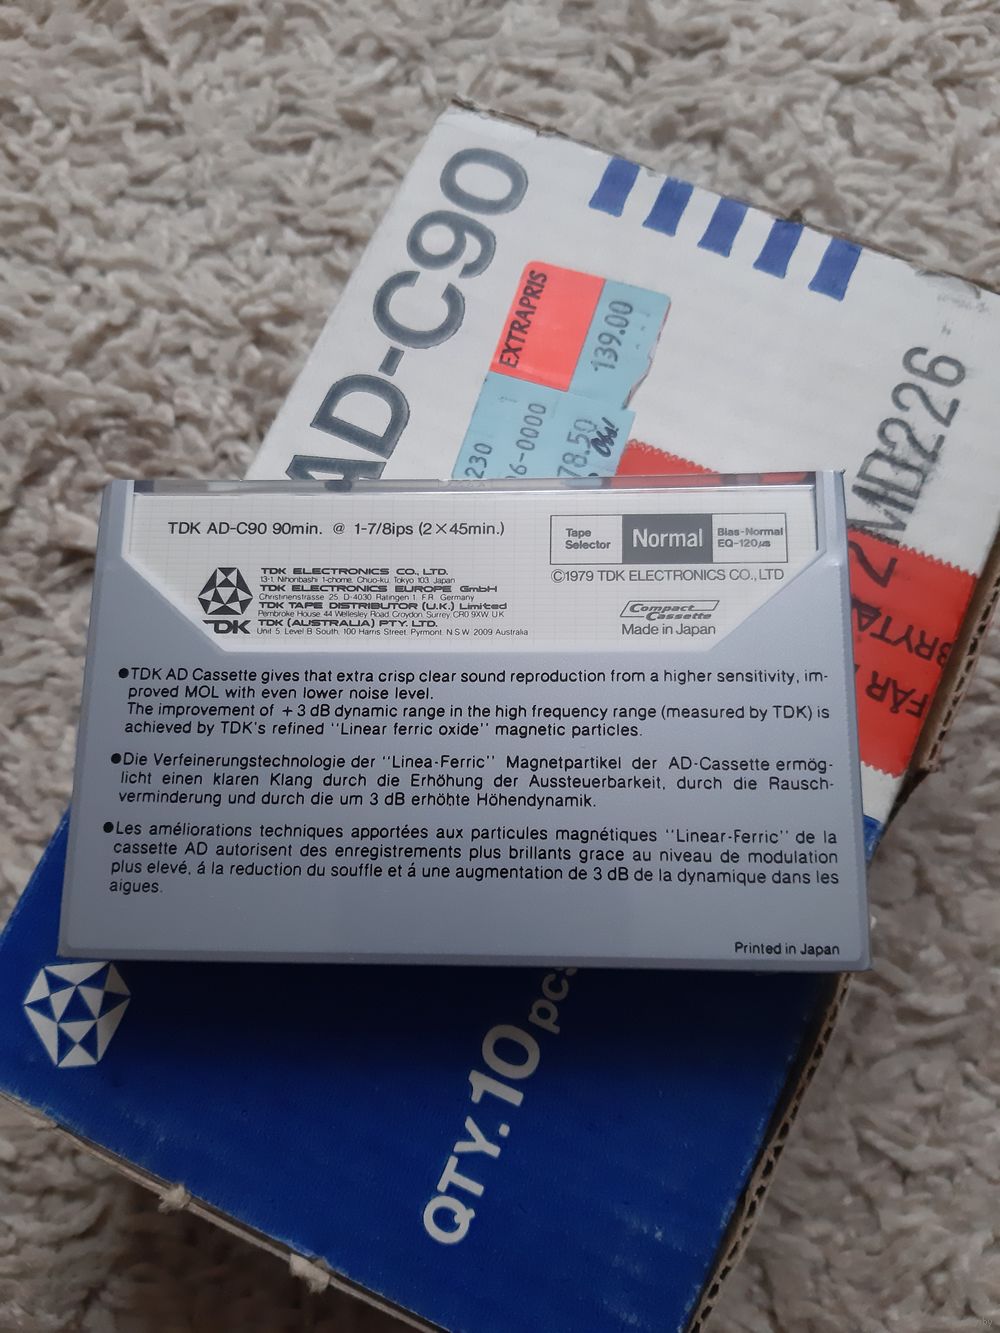 AD-C90
EXTRAPRIS
139.00
230
6-0000
78.50
Obs!
MD226
FÅR
BRYTA
TDK AD-C90 90min. @ 1-7/8ips (2×45min.)
Tape
Selector
Normal
Bias-Normal
EQ-120µs
©1979 TDK ELECTRONICS CO., LTD
TDK ELECTRONICS CO., LTD.
13-1, Nihonbashi 1-chome, Chuo-ku, Tokyo 103, Japan
TDK ELECTRONICS EUROPE GmbH
Christinenstrasse 25, D-4030 Ratingen 1, F.R. Germany
TDK TAPE DISTRIBUTOR (U.K.) Limited
Pembroke House, 44 Wellesley Road, Croydon, Surrey, CR0 9XW, U.K.
TDK (AUSTRALIA) PTY. LTD.
Unit 5, Level B South, 100 Harris Street, Pyrmont, N.S.W. 2009 Australia
TDK
Compact
Cassette
Made in Japan
●TDK AD Cassette gives that extra crisp clear sound reproduction from a higher sensitivity, im-
proved MOL with even lower noise level.
The improvement of +3 dB dynamic range in the high frequency range (measured by TDK) is
achieved by TDK's refined "Linear ferric oxide" magnetic particles.
●Die Verfeinerungstechnologie der "Linea-Ferric" Magnetpartikel der AD-Cassette ermög-
licht einen klaren Klang durch die Erhöhung der Aussteuerbarkeit, durch die Rausch-
verminderung und durch die um 3 dB erhöhte Höhendynamik.
●Les améliorations techniques apportées aux particules magnétiques "Linear-Ferric" de la
cassette AD autorisent des enregistrements plus brillants grace au niveau de modulation
plus elevé, á la reduction du souffle et á une augmentation de 3 dB de la dynamique dans les
aigues.
Printed in Japan
QTY. 10 pcs